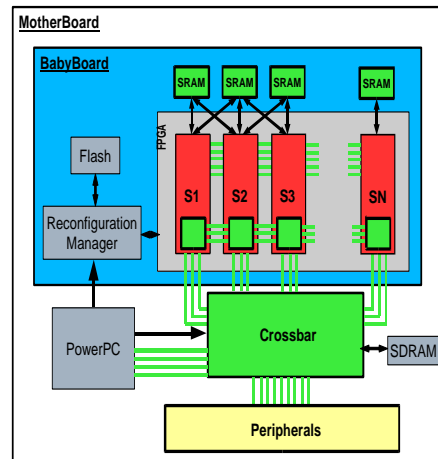 MotherBoard
BabyBoard
SRAM
SRAM
SRAM
SRAM
FPGA
Flash
S1
S2
S3
SN
Reconfiguration
Manager
PowerPC
Crossbar
SDRAM
Peripherals